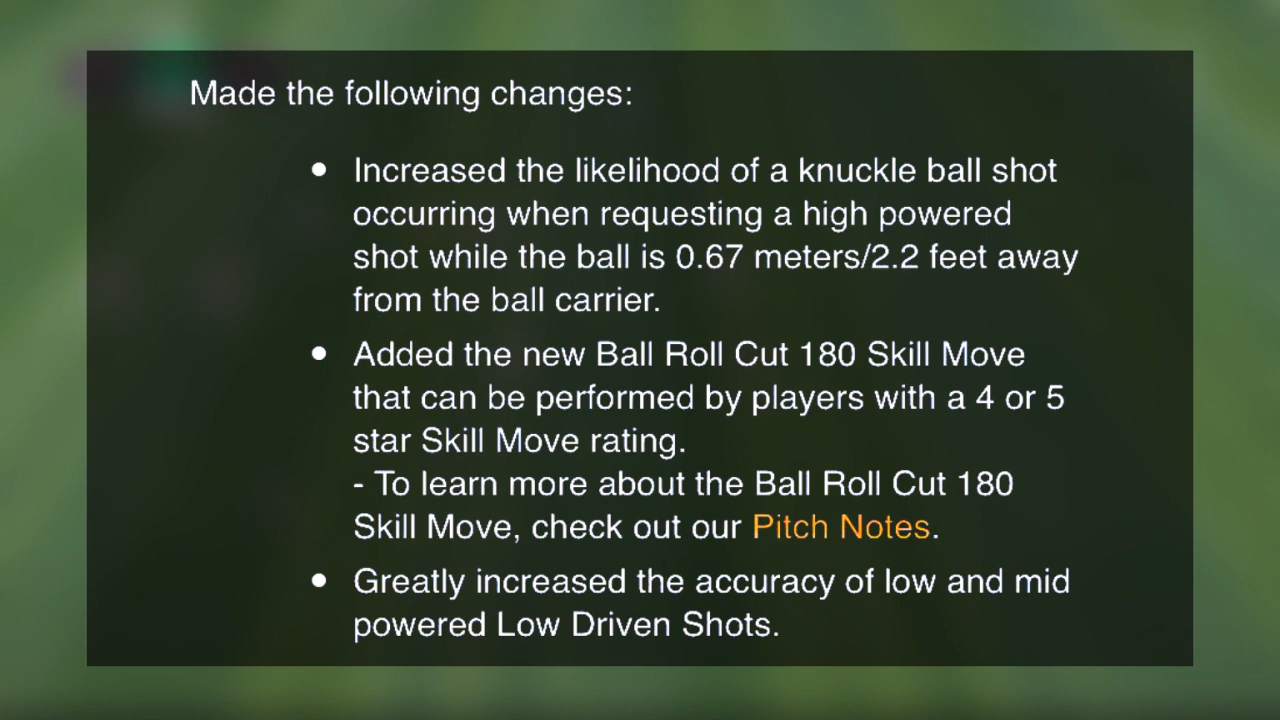 Made the following changes:
• Increased the likelihood of a knuckle ball shot
occurring when requesting a high powered
shot while the ball is 0.67 meters/2.2 feet away
from the ball carrier.
• Added the new Ball Roll Cut 180 Skill Move
that can be performed by players with a 4 or 5
star Skill Move rating.
- To learn more about the Ball Roll Cut 180
Skill Move, check out our Pitch Notes.
• Greatly increased the accuracy of low and mid
powered Low Driven Shots.